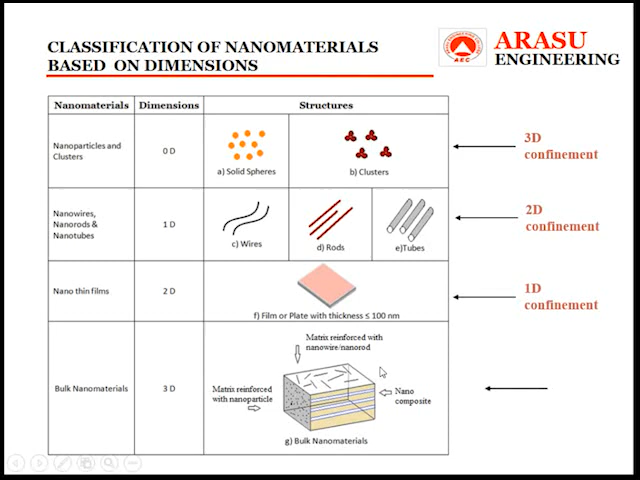 CLASSIFICATION OF NANOMATERIALS
BASED ON DIMENSIONS
ARASU
ENGINEERING
A E C
Nanomaterials Dimensions Structures
Nanoparticles and
Clusters
0 D
a) Solid Spheres
b) Clusters
3D
confinement
Nanowires,
Nanorods &
Nanotubes
1 D
c) Wires
d) Rods
e)Tubes
2D
confinement
Nano thin films
2 D
f) Film or Plate with thickness ≤ 100 nm
1D
confinement
Bulk Nanomaterials
3 D
Matrix reinforced with
nanowire/nanorod
Matrix reinforced
with nanoparticle
Nano
composite
g) Bulk Nanomaterials